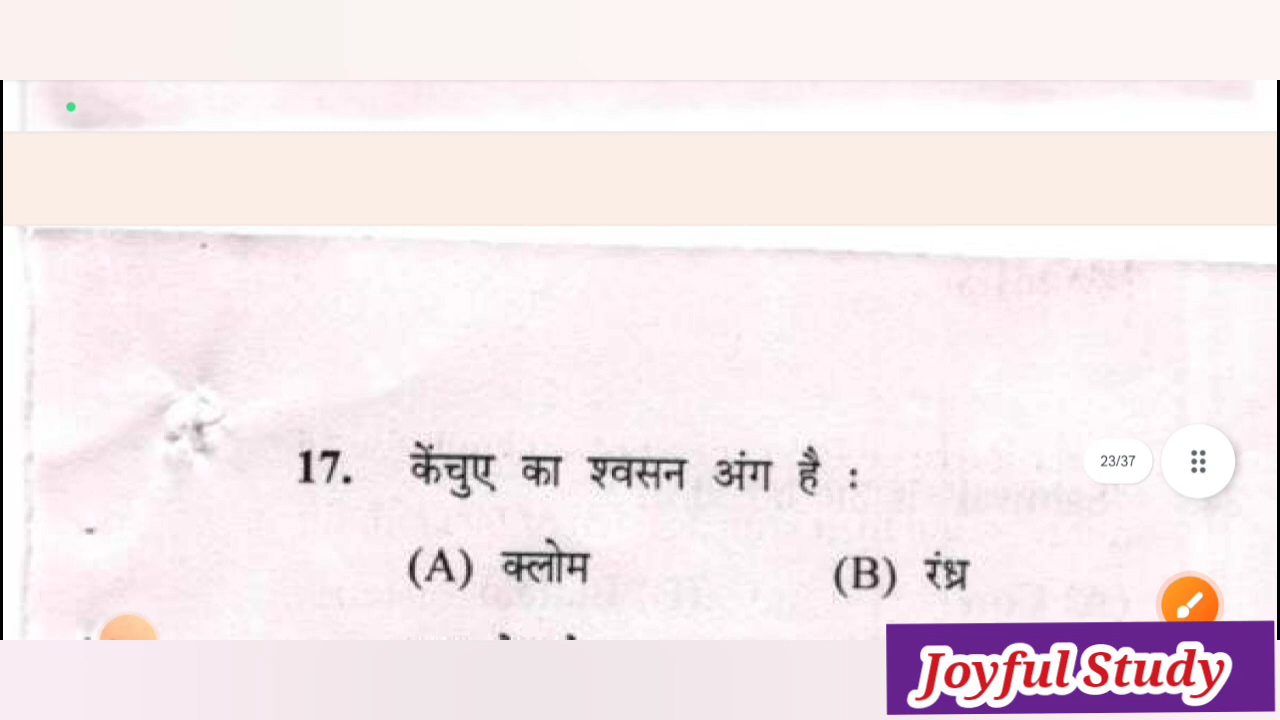 17. केंचुए का श्वसन अंग है :
23/37
(A) क्लोम (B) रंध्र
Joyful Study